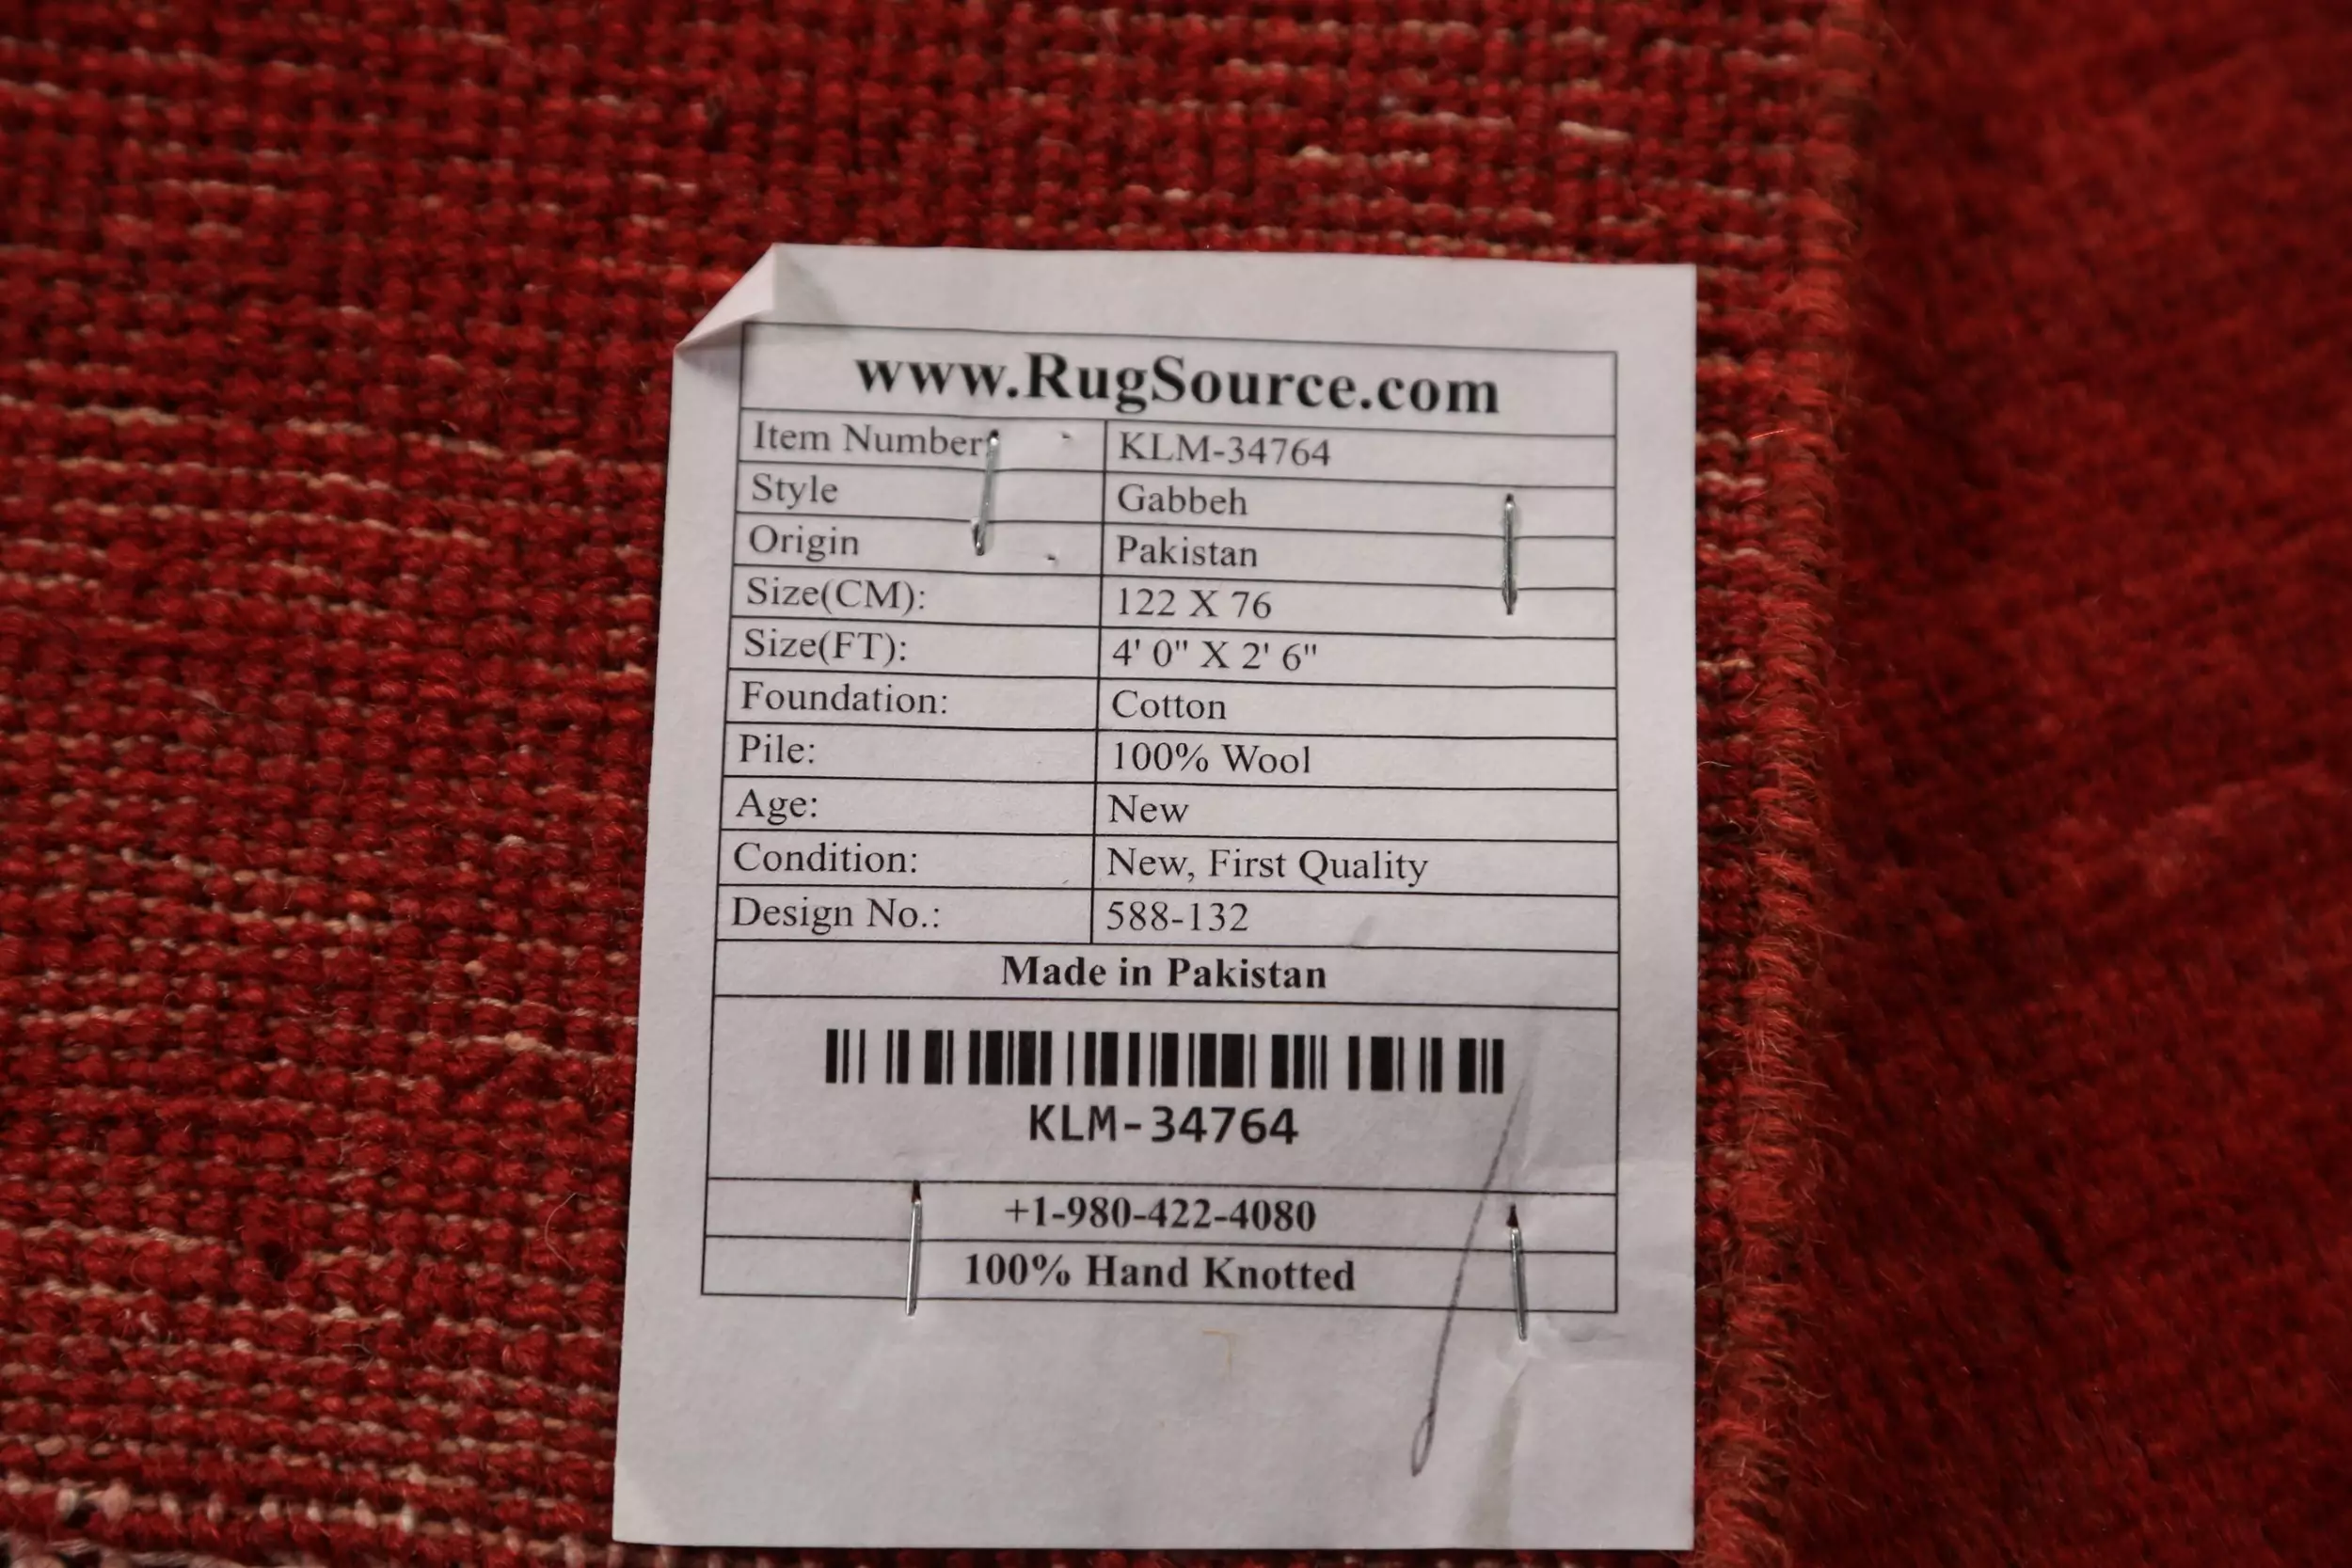 www.RugSource.com
Item Number: KLM-34764
Style Gabbeh
Origin Pakistan
Size(CM): 122 X 76
Size(FT): 4' 0" X 2' 6"
Foundation: Cotton
Pile: 100% Wool
Age: New
Condition: New, First Quality
Design No.: 588-132
Made in Pakistan
KLM-34764
+1-980-422-4080
100% Hand Knotted